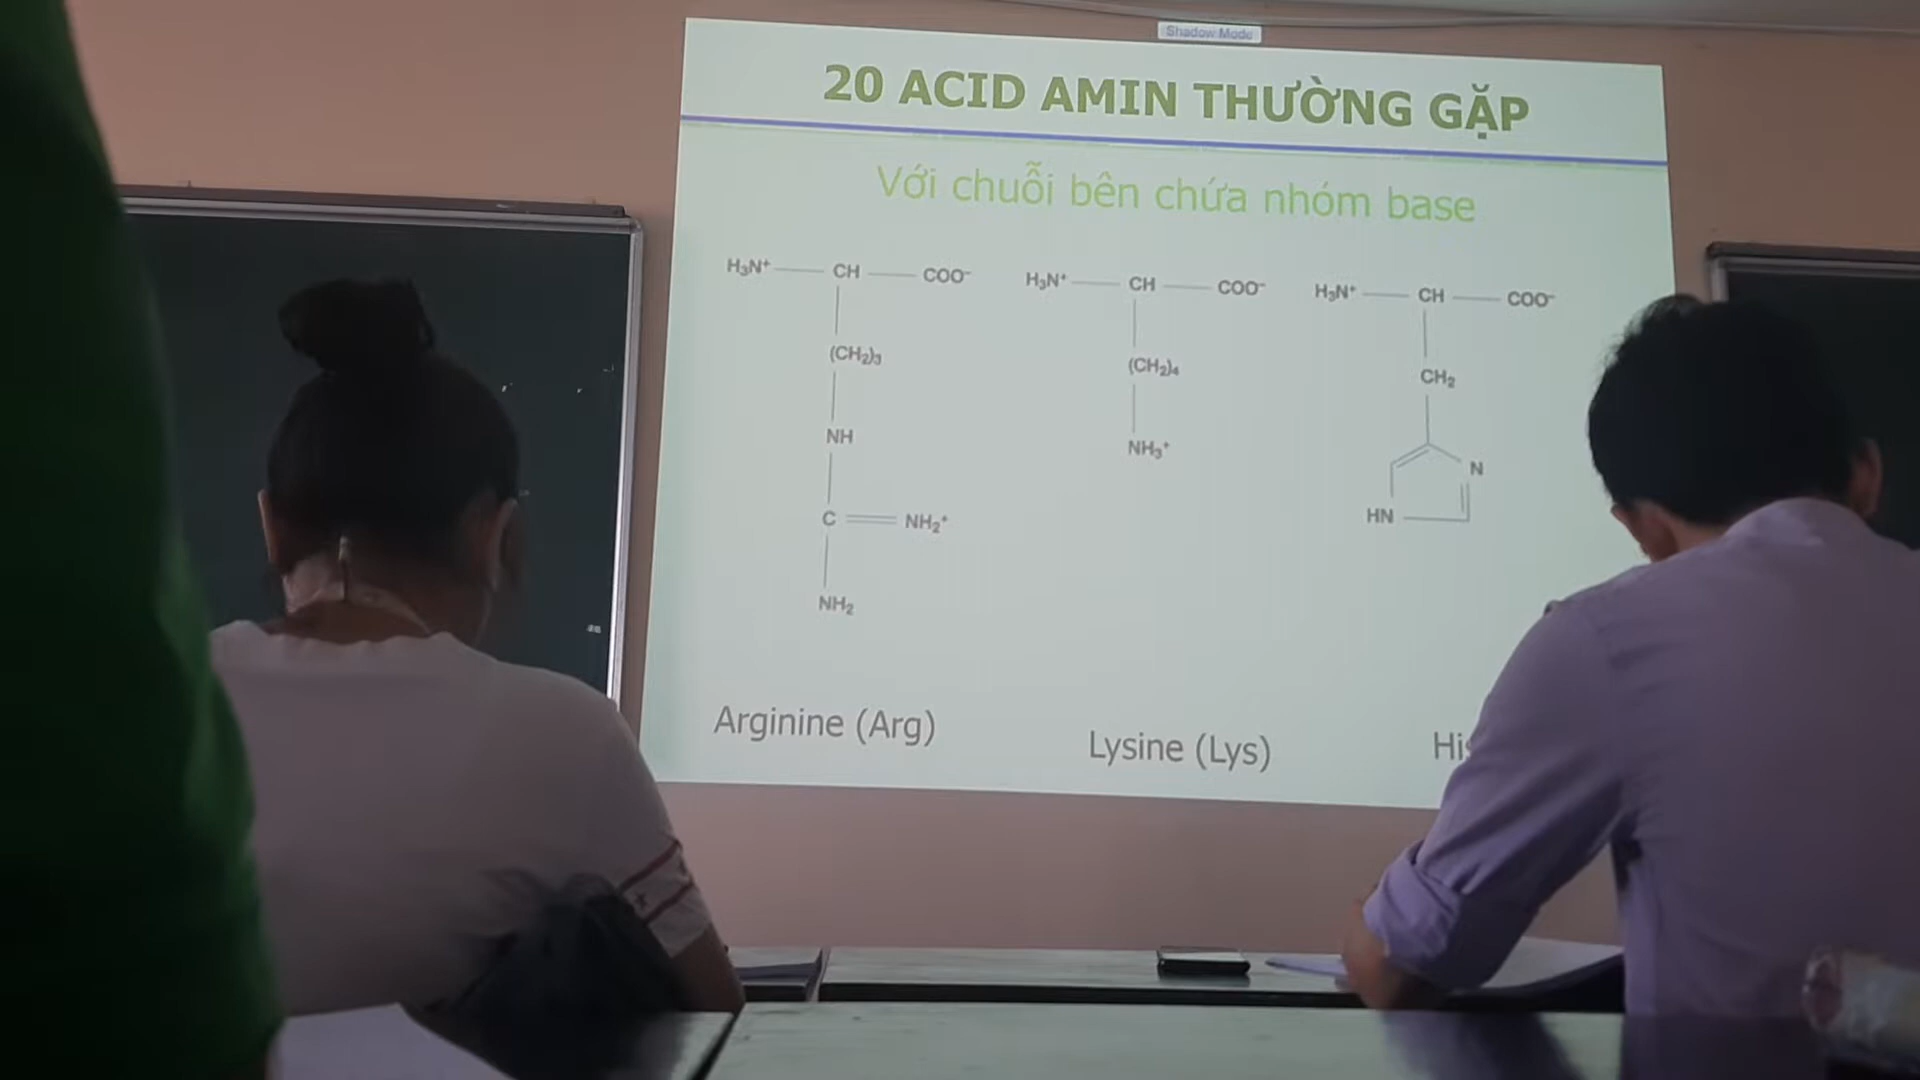 Shadow Mode
20 ACID AMIN THƯỜNG GẶP
Với chuỗi bên chứa nhóm base
H₃N⁺ CH COO⁻ H₃N⁺ CH COO⁻ H₃N⁺ CH COO⁻
(CH₂)₃ (CH₂)₄ CH₂
NH NH₃⁺ N
C NH₂⁺ HN
NH₂
Arginine (Arg) Lysine (Lys) His